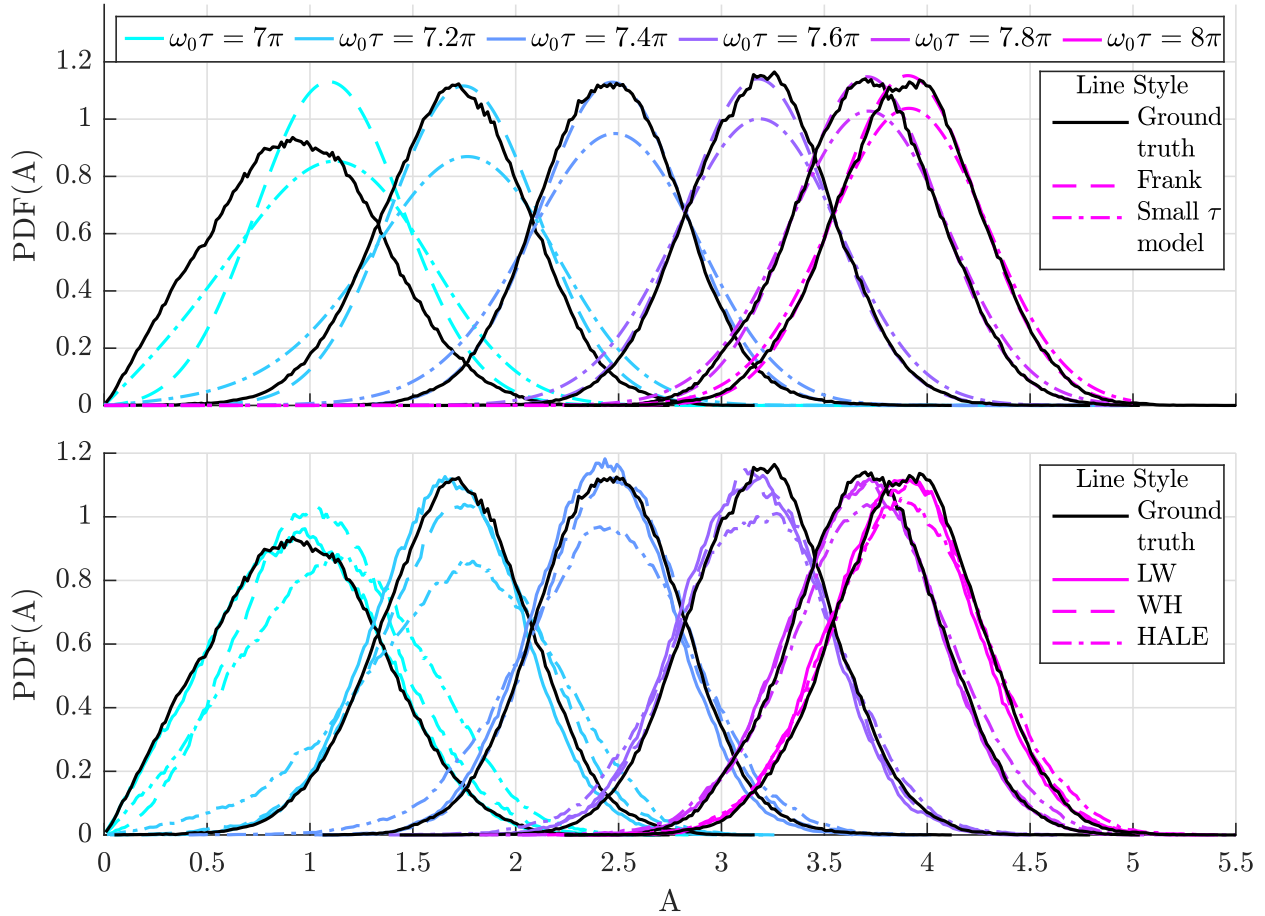 ω₀τ = 7π ω₀τ = 7.2π ω₀τ = 7.4π ω₀τ = 7.6π ω₀τ = 7.8π ω₀τ = 8π
1.2
1
0.8
0.6
0.4
0.2
0
PDF(A)
Line Style
Ground
truth
Frank
Small τ
model
1.2
1
0.8
0.6
0.4
0.2
0
PDF(A)
Line Style
Ground
truth
LW
WH
HALE
0 0.5 1 1.5 2 2.5 3 3.5 4 4.5 5 5.5
A